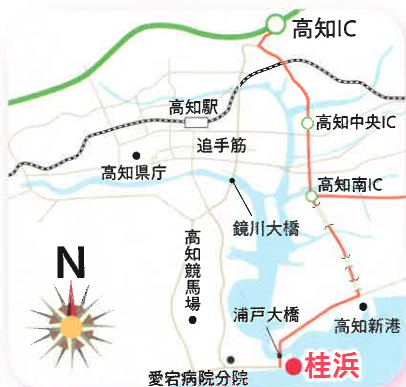 高知IC
高知駅
高知中央IC
追手筋
高知県庁
高知南IC
鏡川大橋
高知競馬場
N
浦戸大橋
高知新港
桂浜
愛宕病院分院